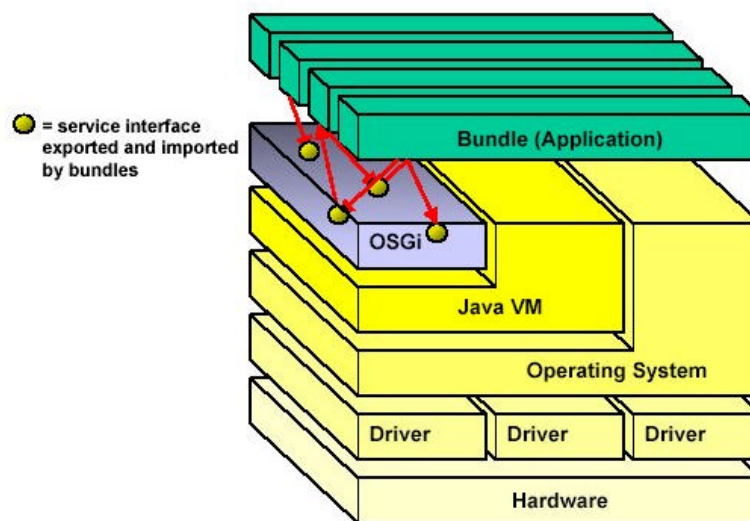 = service interface
exported and imported
by bundles
Bundle (Application)
OSGi
Java VM
Operating System
Driver
Driver
Driver
Hardware